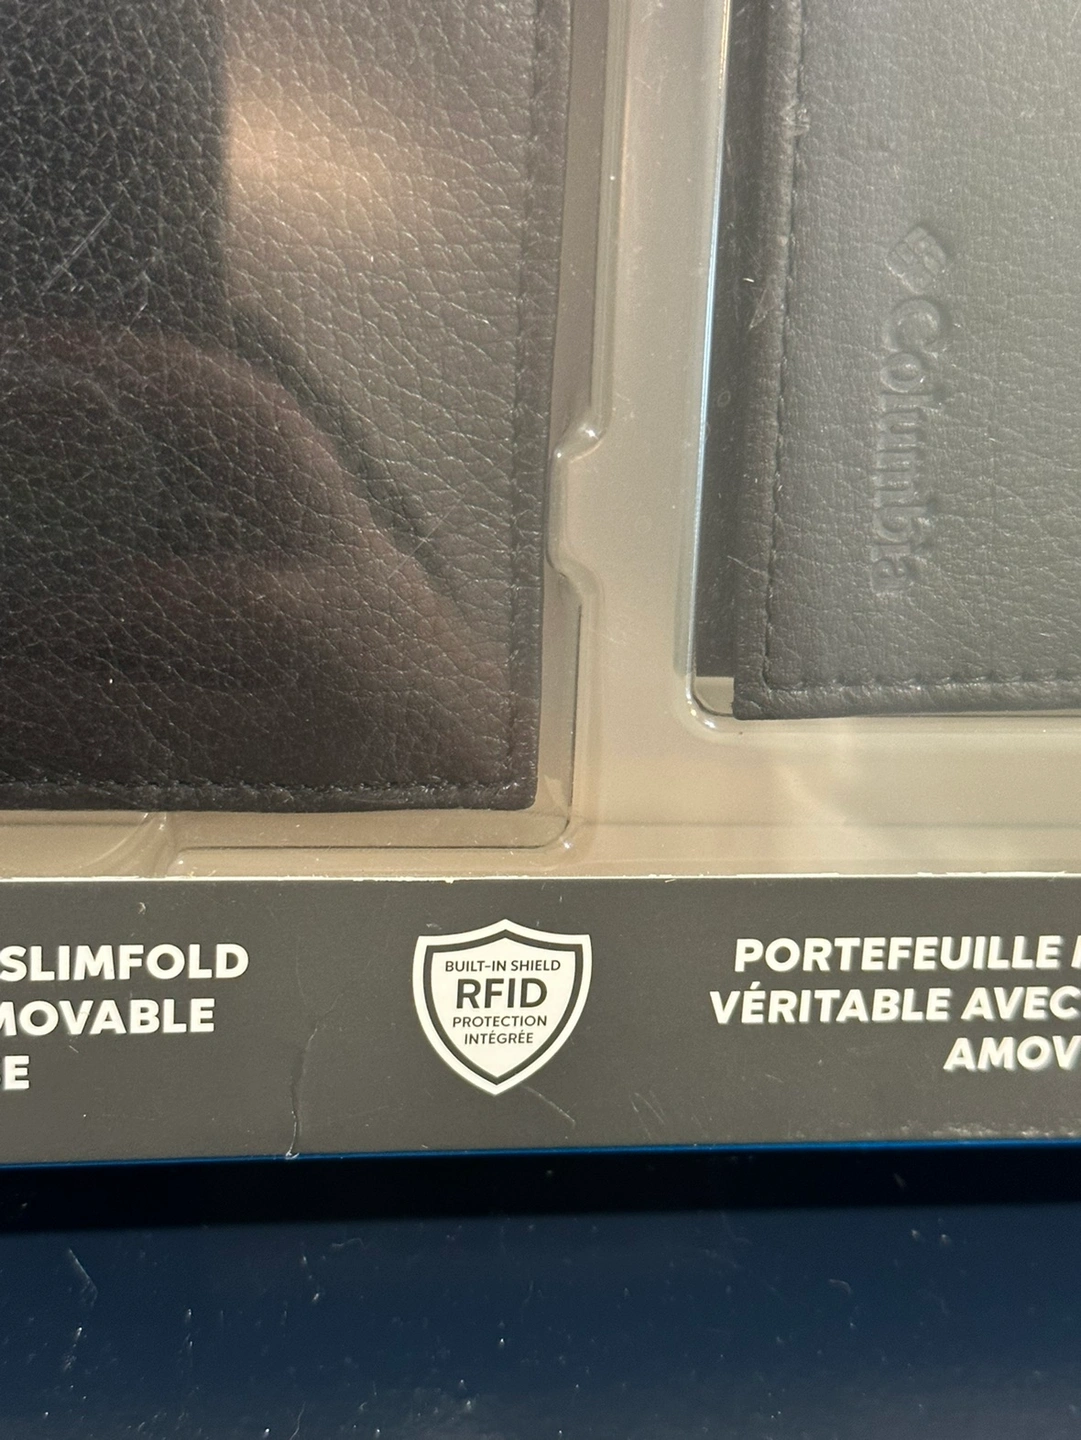 Columbia
SLIMFOLD
MOVABLE
E
BUILT-IN SHIELD
RFID
PROTECTION
INTÉGRÉE
PORTEFEUILLE
VÉRITABLE AVEC
AMOV